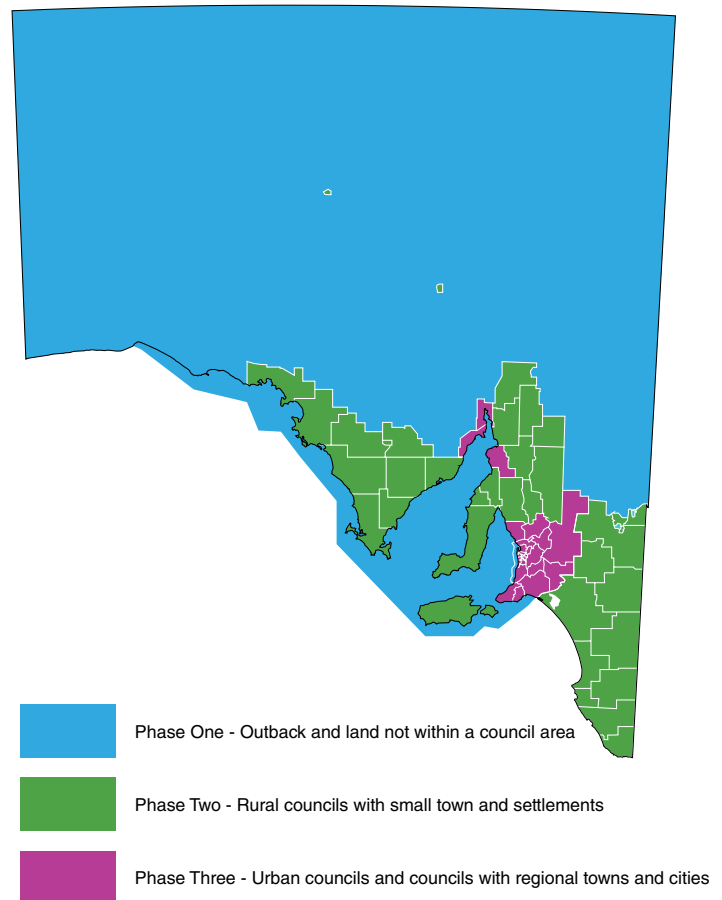 Phase One - Outback and land not within a council area
Phase Two - Rural councils with small town and settlements
Phase Three - Urban councils and councils with regional towns and cities